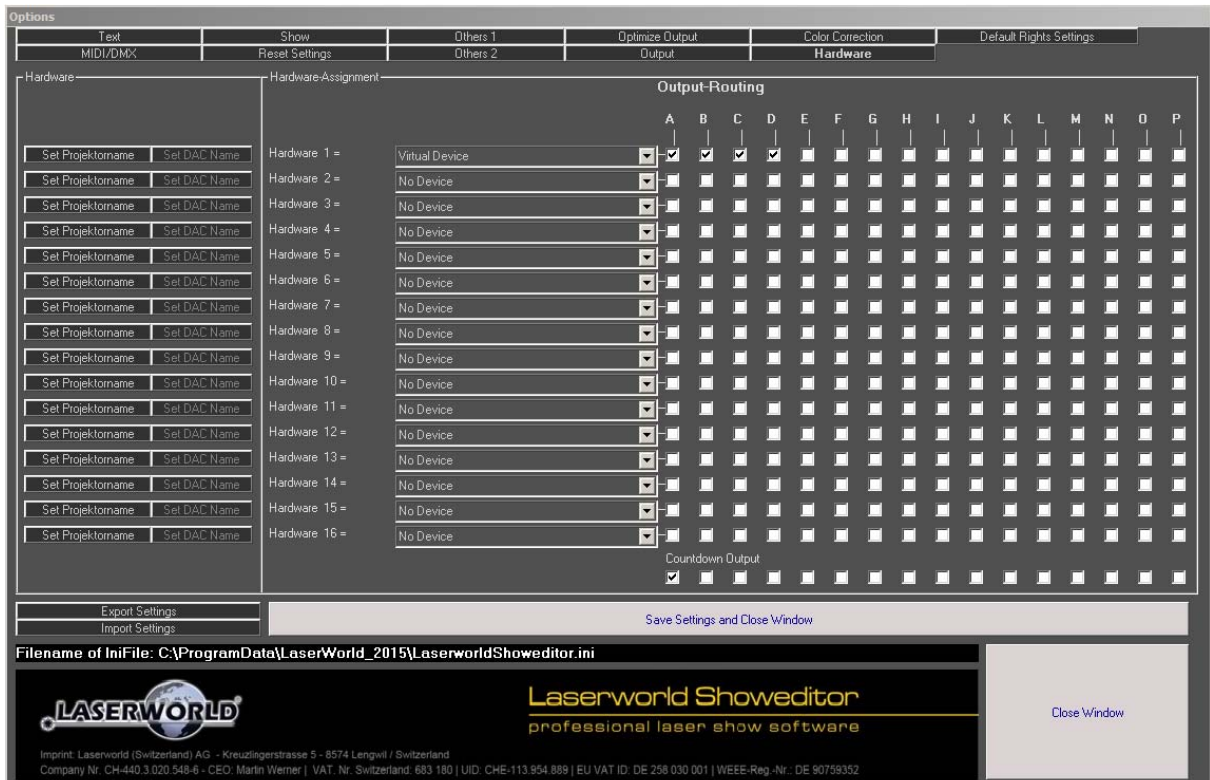 Options
Text Show Others 1 Optimize Output Color Correction Default Rights Settings
MIDI/DMX Reset Settings Others 2 Output Hardware
Hardware Hardware-Assignment
Output-Routing
A B C D E F G H I J K L M N O P
Set Projektorname Set DAC Name Hardware 1 = Virtual Device
Set Projektorname Set DAC Name Hardware 2 = No Device
Set Projektorname Set DAC Name Hardware 3 = No Device
Set Projektorname Set DAC Name Hardware 4 = No Device
Set Projektorname Set DAC Name Hardware 5 = No Device
Set Projektorname Set DAC Name Hardware 6 = No Device
Set Projektorname Set DAC Name Hardware 7 = No Device
Set Projektorname Set DAC Name Hardware 8 = No Device
Set Projektorname Set DAC Name Hardware 9 = No Device
Set Projektorname Set DAC Name Hardware 10 = No Device
Set Projektorname Set DAC Name Hardware 11 = No Device
Set Projektorname Set DAC Name Hardware 12 = No Device
Set Projektorname Set DAC Name Hardware 13 = No Device
Set Projektorname Set DAC Name Hardware 14 = No Device
Set Projektorname Set DAC Name Hardware 15 = No Device
Set Projektorname Set DAC Name Hardware 16 = No Device
Countdown Output
Export Settings
Import Settings
Save Settings and Close Window
Filename of IniFile: C:\ProgramData\LaserWorld_2015\LaserworldShoweditor.ini
LASERWORLD
Laserworld Showeditor
professional laser show software
Close Window
Imprint: Laserworld (Switzerland) AG - Kreuzlingerstrasse 5 - 8574 Lengwil / Switzerland
Company Nr. CH-440.3.020.548-6 - CEO: Martin Werner | VAT. Nr. Switzerland: 683 180 | UID: CHE-113.954.889 | EU VAT ID: DE 258 030 001 | WEEE-Reg.-Nr.: DE 90759352